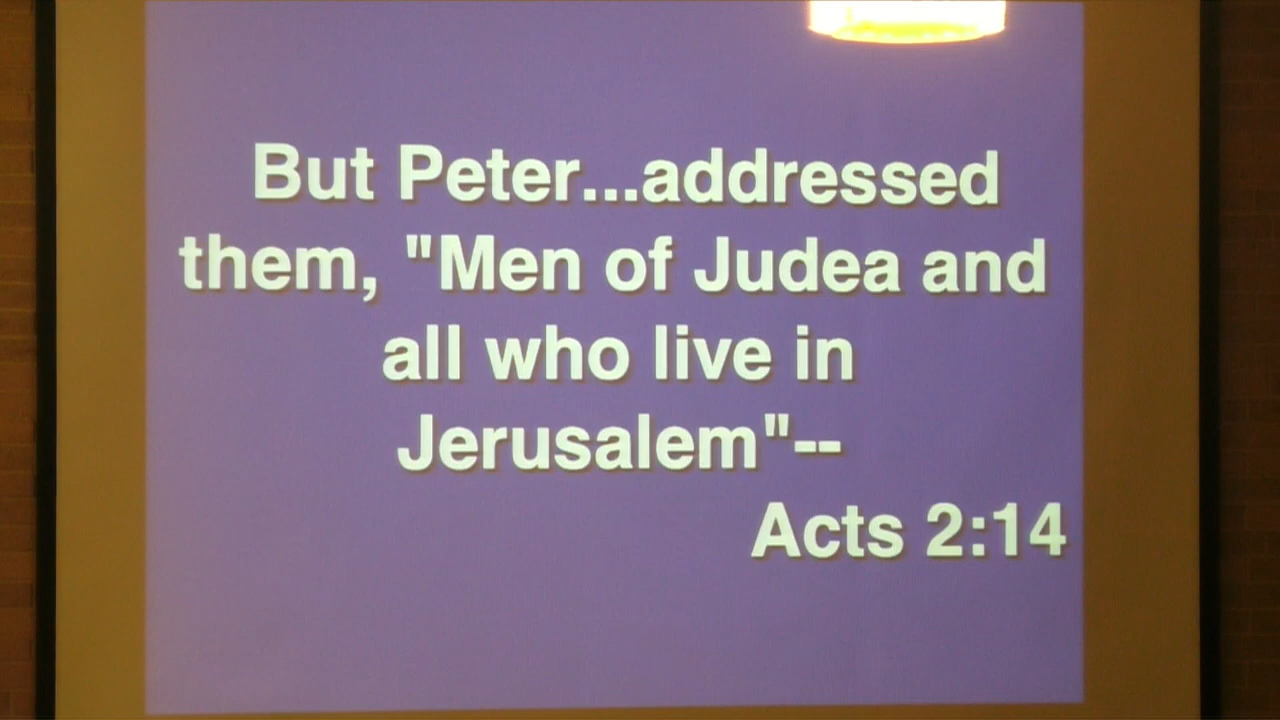 But Peter...addressed
them, "Men of Judea and
all who live in
Jerusalem"--
Acts 2:14